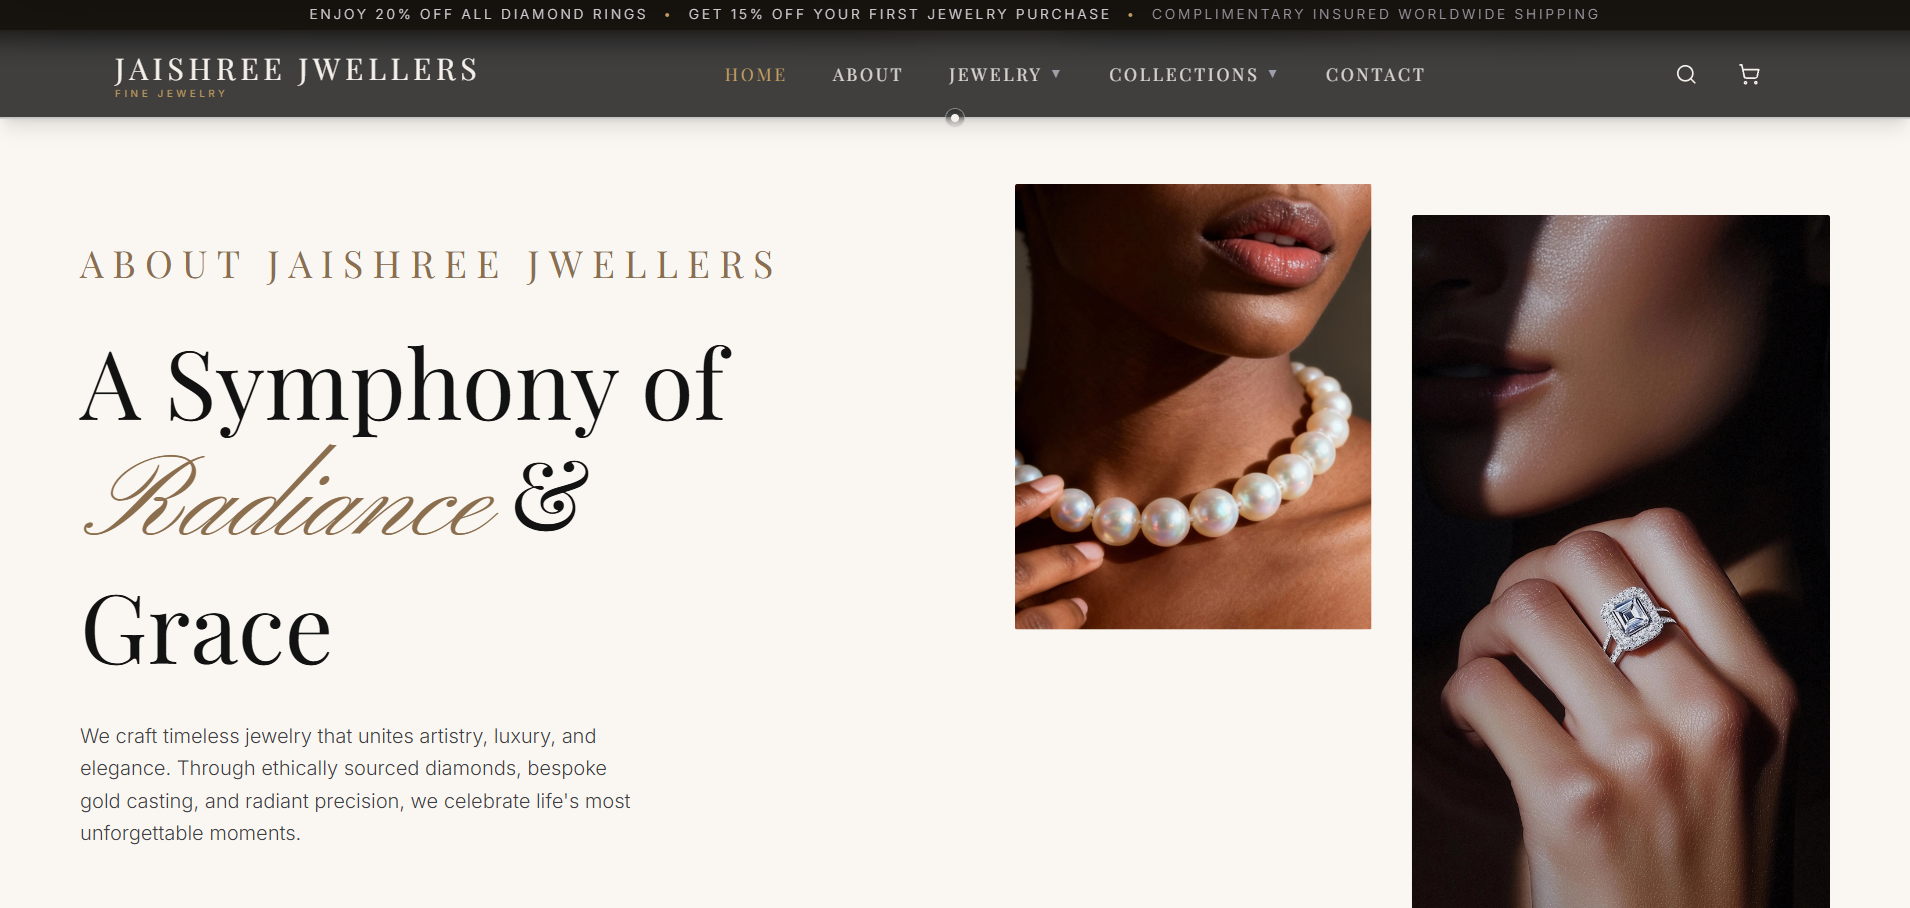 ENJOY 20% OFF ALL DIAMOND RINGS • GET 15% OFF YOUR FIRST JEWELRY PURCHASE • COMPLIMENTARY INSURED WORLDWIDE SHIPPING
JAISHREE JWELLERS
FINE JEWELRY
HOME ABOUT JEWELRY ▼ COLLECTIONS ▼ CONTACT
ABOUT JAISHREE JWELLERS
A Symphony of
Radiance &
Grace
We craft timeless jewelry that unites artistry, luxury, and
elegance. Through ethically sourced diamonds, bespoke
gold casting, and radiant precision, we celebrate life's most
unforgettable moments.